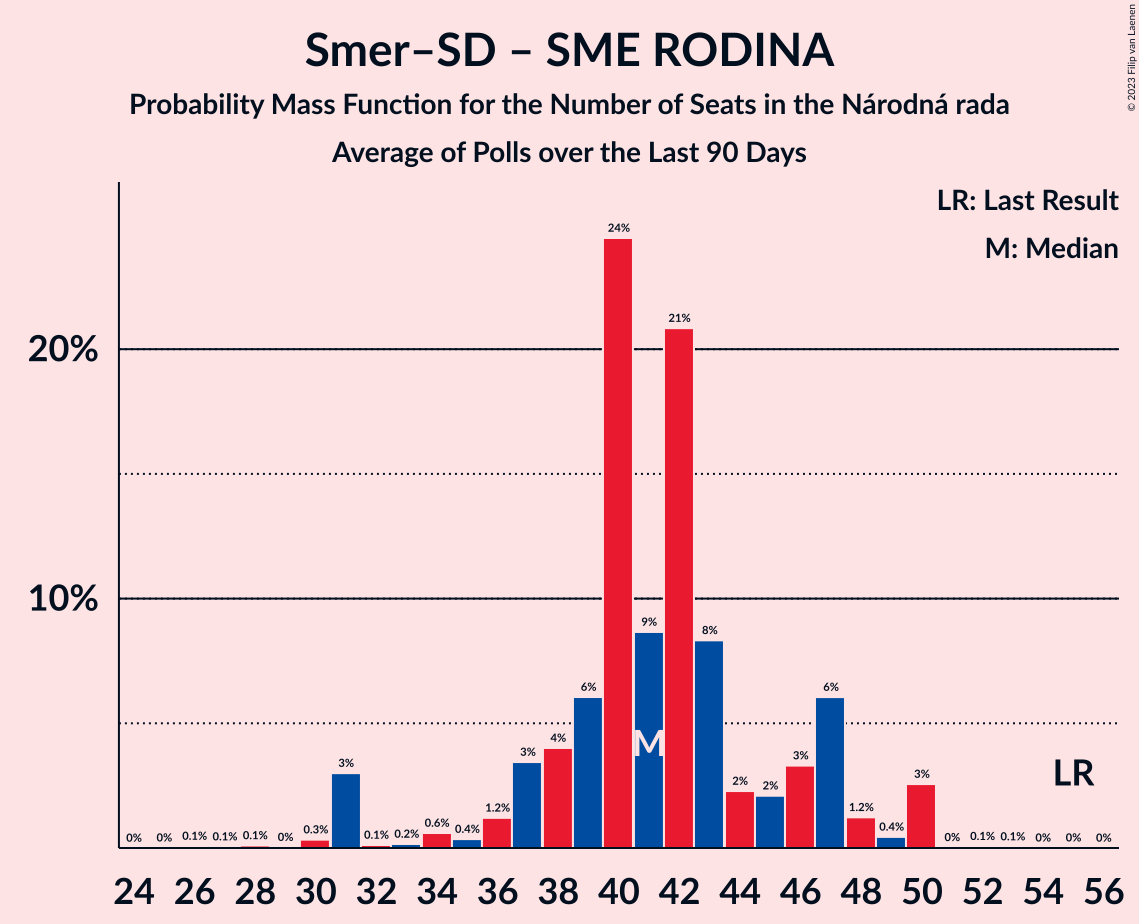 Smer–SD – SME RODINA
Probability Mass Function for the Number of Seats in the Národná rada
Average of Polls over the Last 90 Days
© 2023 Filip van Laenen
LR: Last Result
M: Median
20%
10%
0% 0% 0.1% 0.1% 0.1% 0% 0.3% 3% 0.1% 0.2% 0.6% 0.4% 1.2% 3% 4% 6% 24% 9% 21% 8% 2% 2% 3% 6% 1.2% 0.4% 3% 0% 0.1% 0.1% 0% 0% 0%
M
LR
24 26 28 30 32 34 36 38 40 42 44 46 48 50 52 54 56